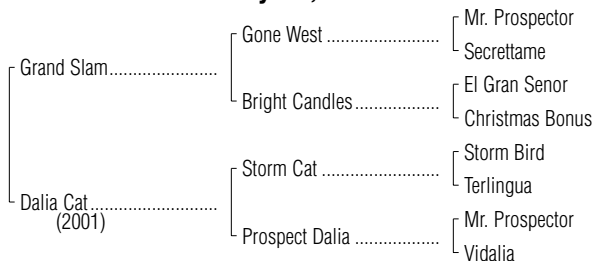 Mr. Prospector
Gone West ........................
Secrettame
Grand Slam.......................
El Gran Senor
Bright Candles ..................
Christmas Bonus
Storm Bird
Storm Cat .........................
Terlingua
Dalia Cat ...........................
(2001)
Mr. Prospector
Prospect Dalia ..................
Vidalia